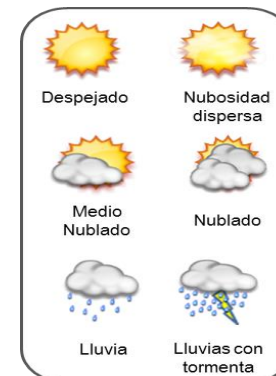 Despejado
Nubosidad
dispersa
Medio
Nublado
Nublado
Lluvia
Lluvias con
tormenta